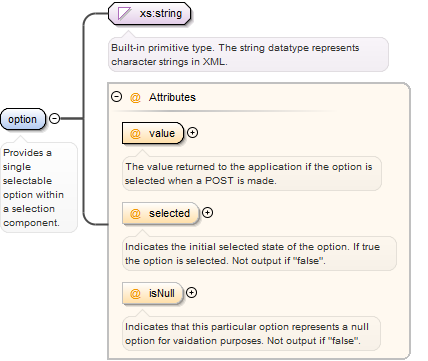 xs:string
Built-in primitive type. The string datatype represents
character strings in XML.
option
Provides a
single
selectable
option within
a selection
component.
@ Attributes
@ value
The value returned to the application if the option is
selected when a POST is made.
@ selected
Indicates the initial selected state of the option. If true
the option is selected. Not output if "false".
@ isNull
Indicates that this particular option represents a null
option for vaidation purposes. Not output if "false".